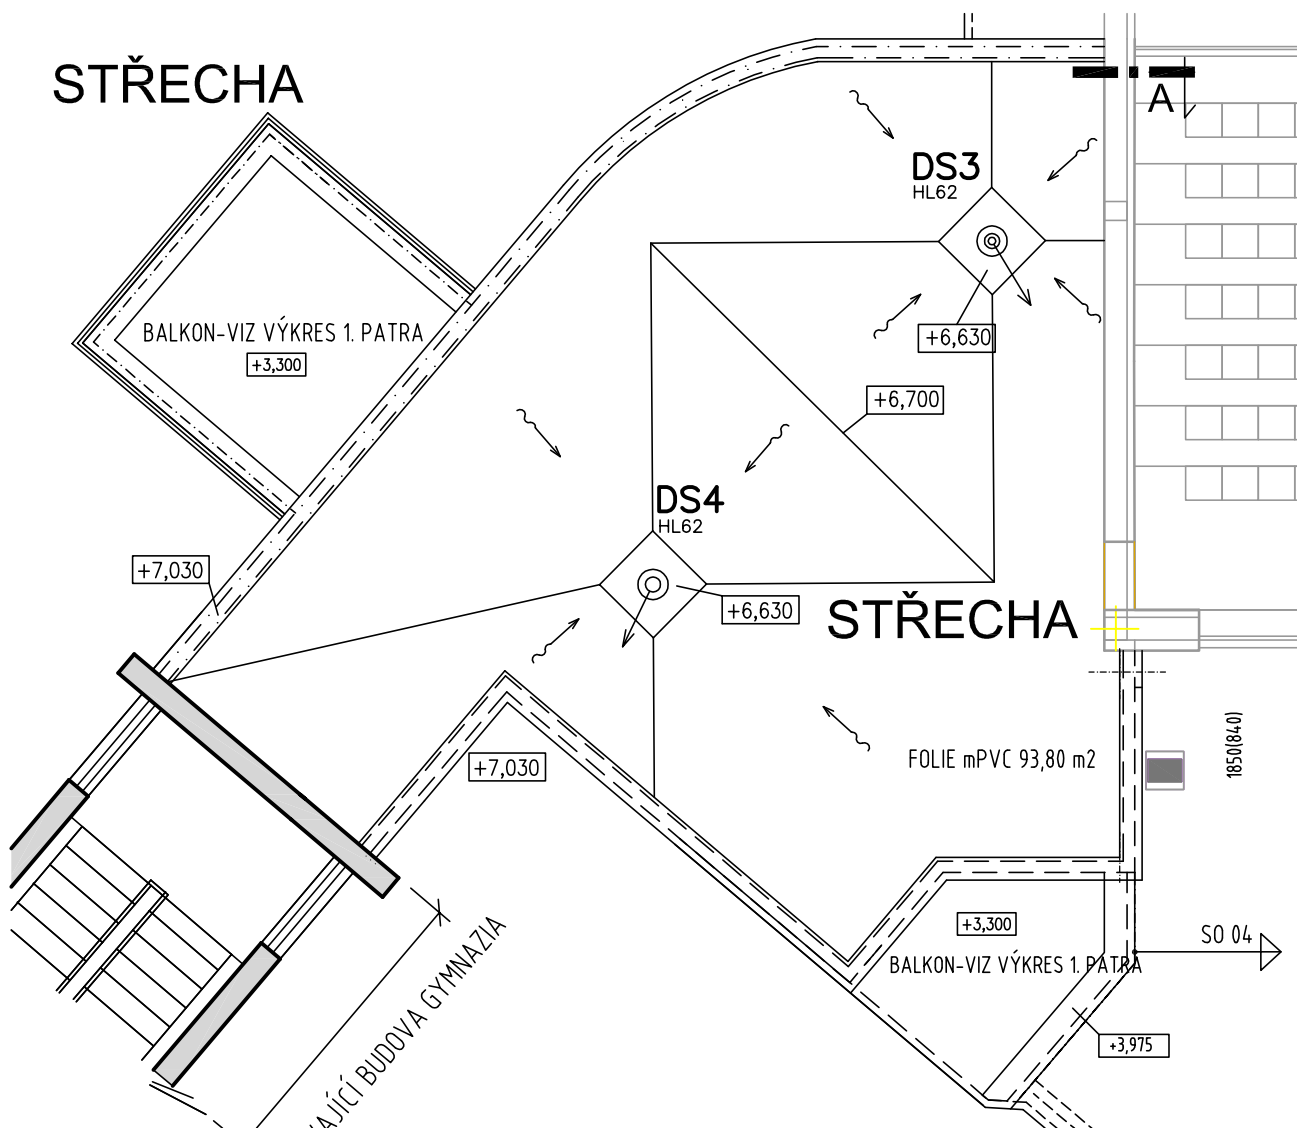 STŘECHA
A
DS3
HL62
BALKON-VIZ VÝKRES 1. PATRA
+3,300
+6,630
+6,700
DS4
HL62
+7,030
+6,630
STŘECHA
+7,030
FOLIE mPVC 93,80 m2
1850(840)
+3,300
SO 04
BALKON-VIZ VÝKRES 1. PATRA
+3,975
BUDOVA GYMNAZIA